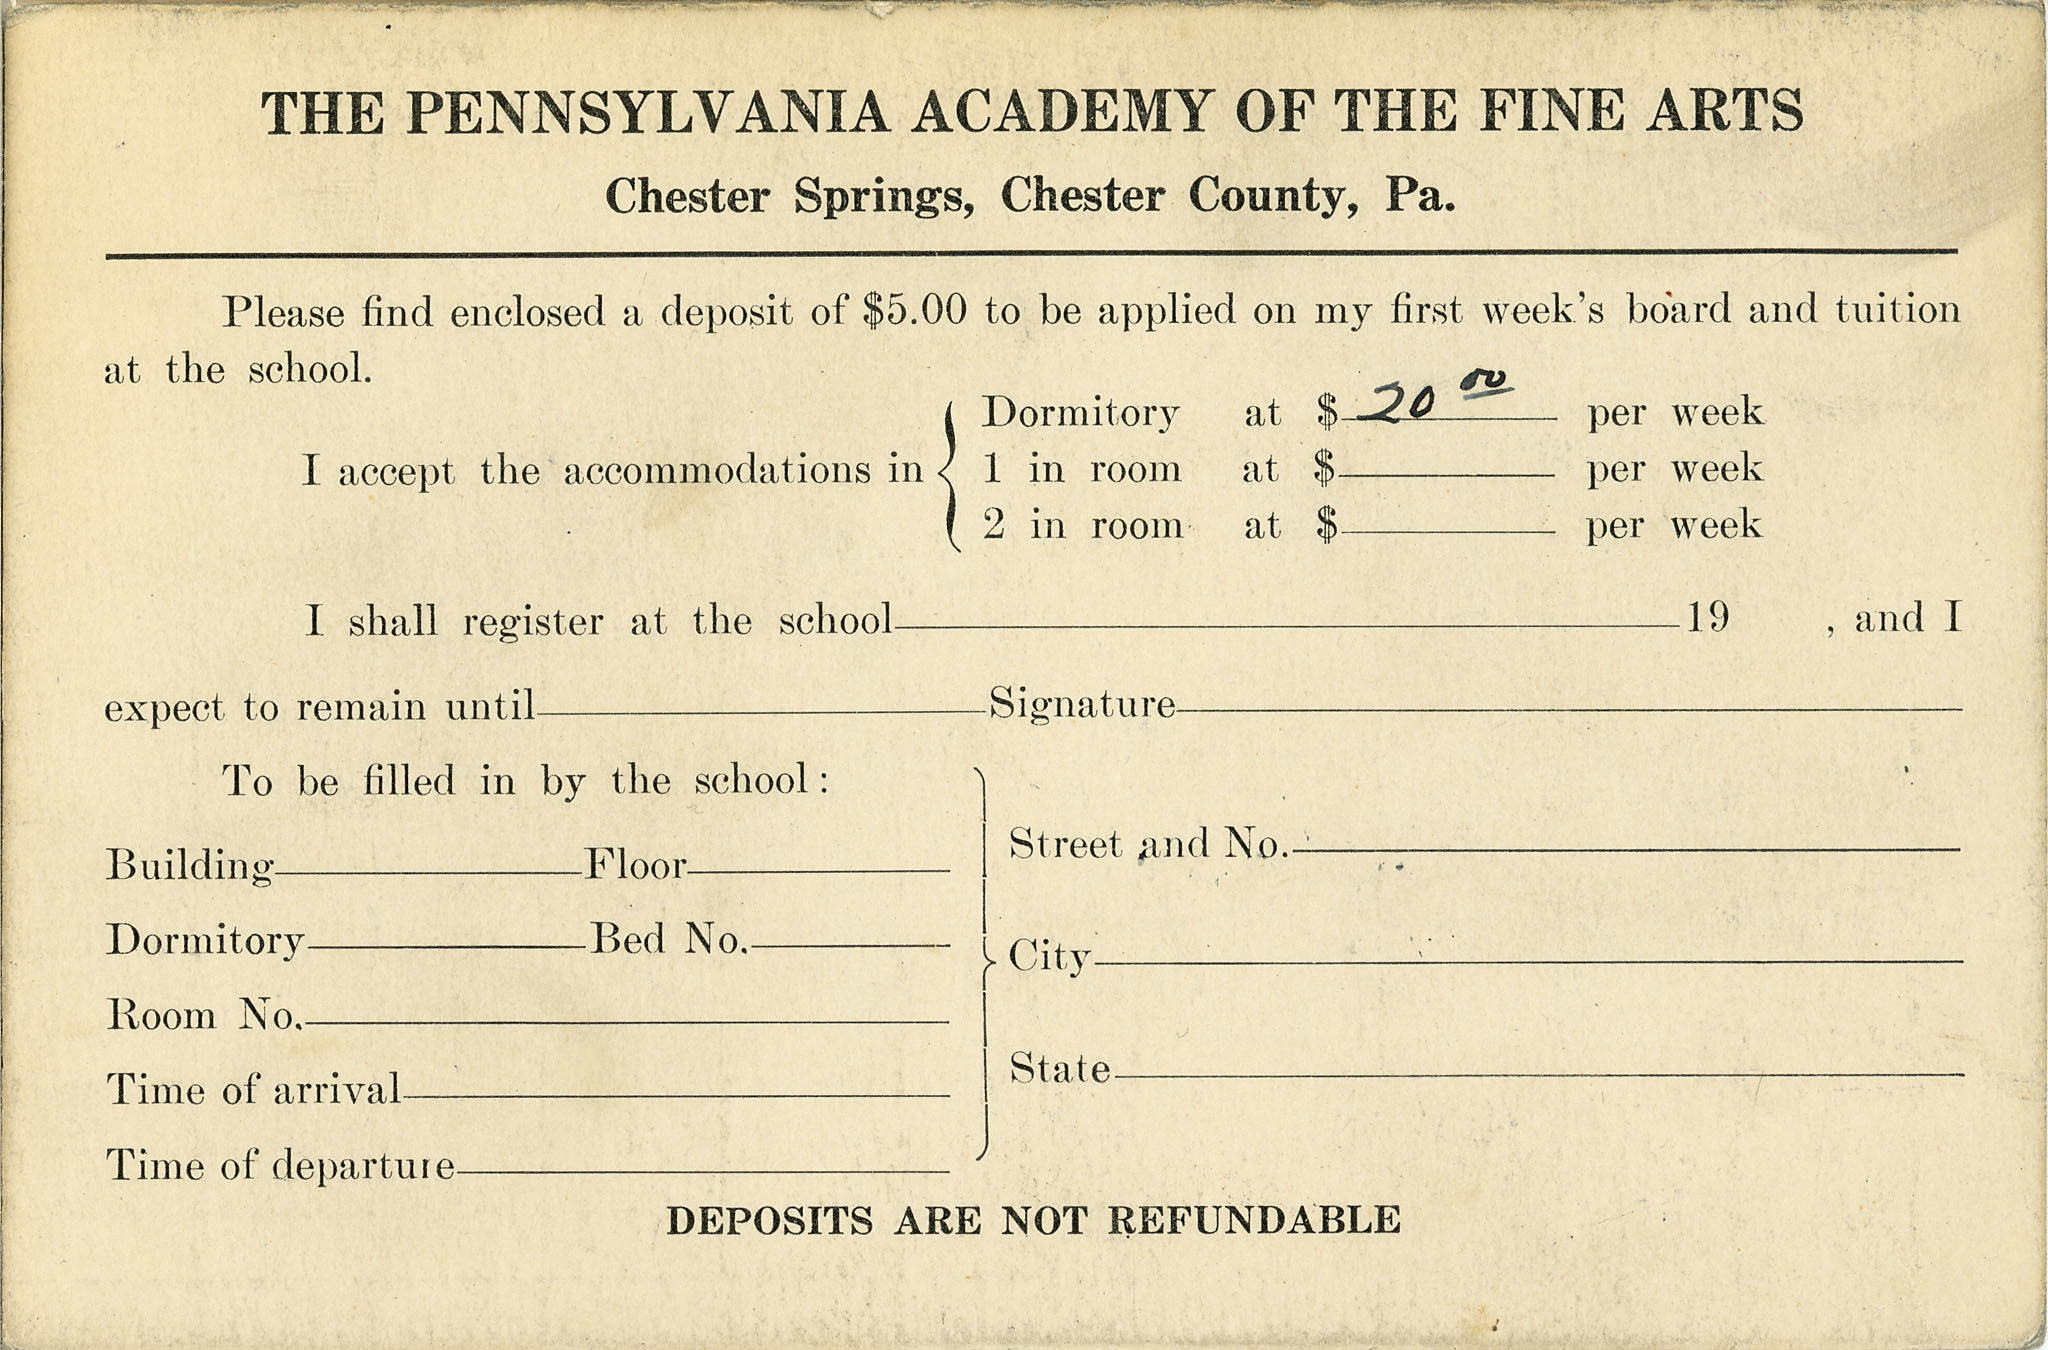 THE PENNSYLVANIA ACADEMY OF THE FINE ARTS
Chester Springs, Chester County, Pa.
Please find enclosed a deposit of $5.00 to be applied on my first week's board and tuition
at the school.
Dormitory at $ 20 00 per week
I accept the accommodations in 1 in room at $ per week
2 in room at $ per week
I shall register at the school 19 , and I
expect to remain until Signature
To be filled in by the school:
Building Floor
Dormitory Bed No.
Room No.
Time of arrival
Time of departure
Street and No.
City
State
DEPOSITS ARE NOT REFUNDABLE